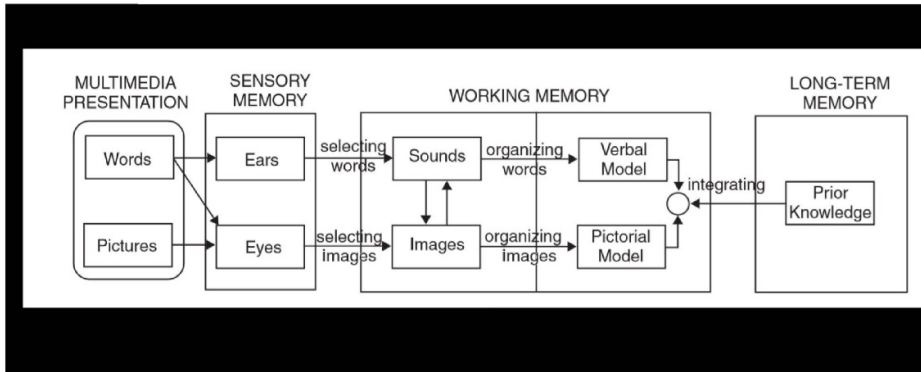 MULTIMEDIA
PRESENTATION
SENSORY
MEMORY
WORKING MEMORY
LONG-TERM
MEMORY
Words
Ears
selecting
words
Sounds
organizing
words
Verbal
Model
integrating
Prior
Knowledge
Pictures
Eyes
selecting
images
Images
organizing
images
Pictorial
Model